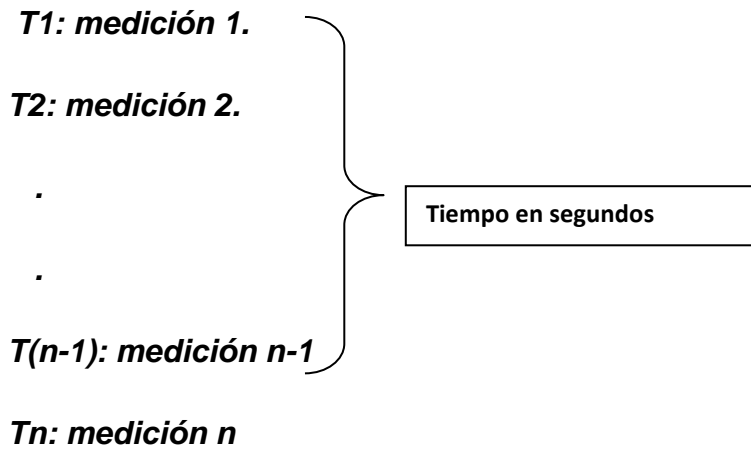 T1: medición 1.
T2: medición 2.
.
Tiempo en segundos
.
T(n-1): medición n-1
Tn: medición n